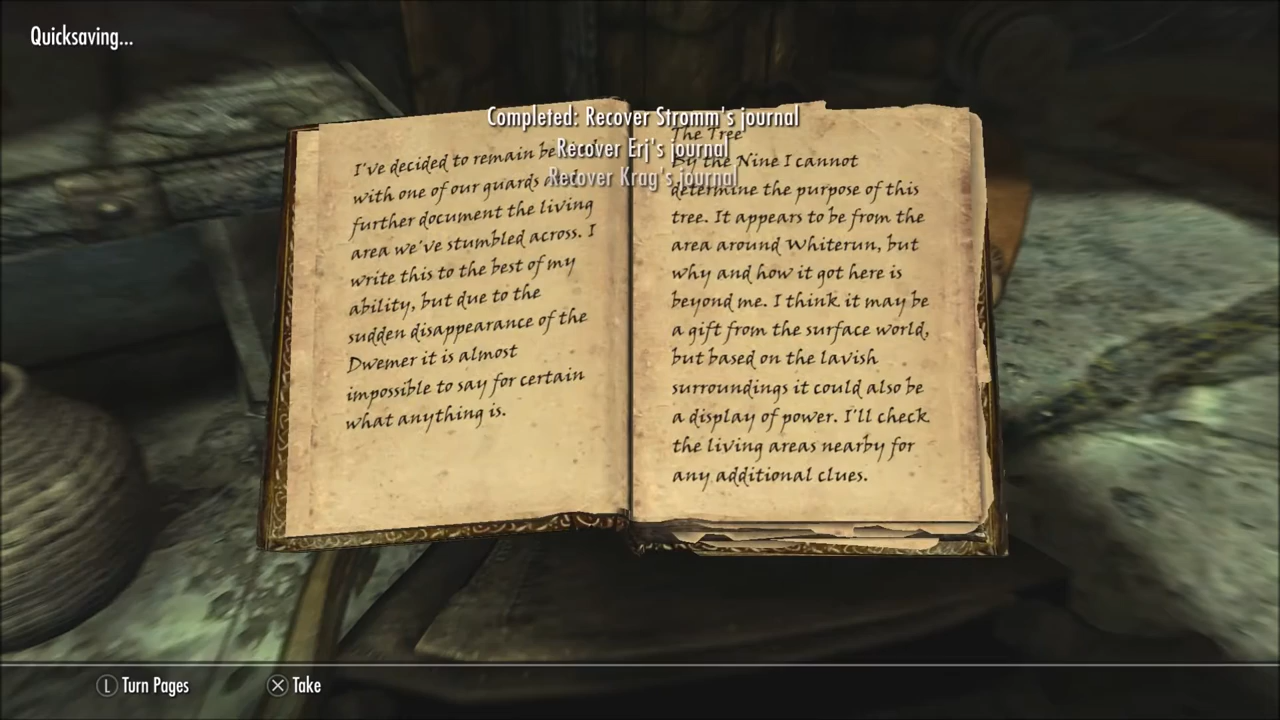 Quicksaving...
Completed: Recover Stromm's journal
Recover Erj's journal
Recover Krag's journal
I've decided to remain
with one of our guards
further document the living
area we've stumbled across. I
write this to the best of my
ability, but due to the
sudden disappearance of the
Dwemer it is almost
impossible to say for certain
what anything is.
The Tree
By the Nine I cannot
determine the purpose of this
tree. It appears to be from the
area around Whiterun, but
why and how it got here is
beyond me. I think it may be
a gift from the surface world,
but based on the lavish
surroundings it could also be
a display of power. I'll check
the living areas nearby for
any additional clues.
L Turn Pages
X Take